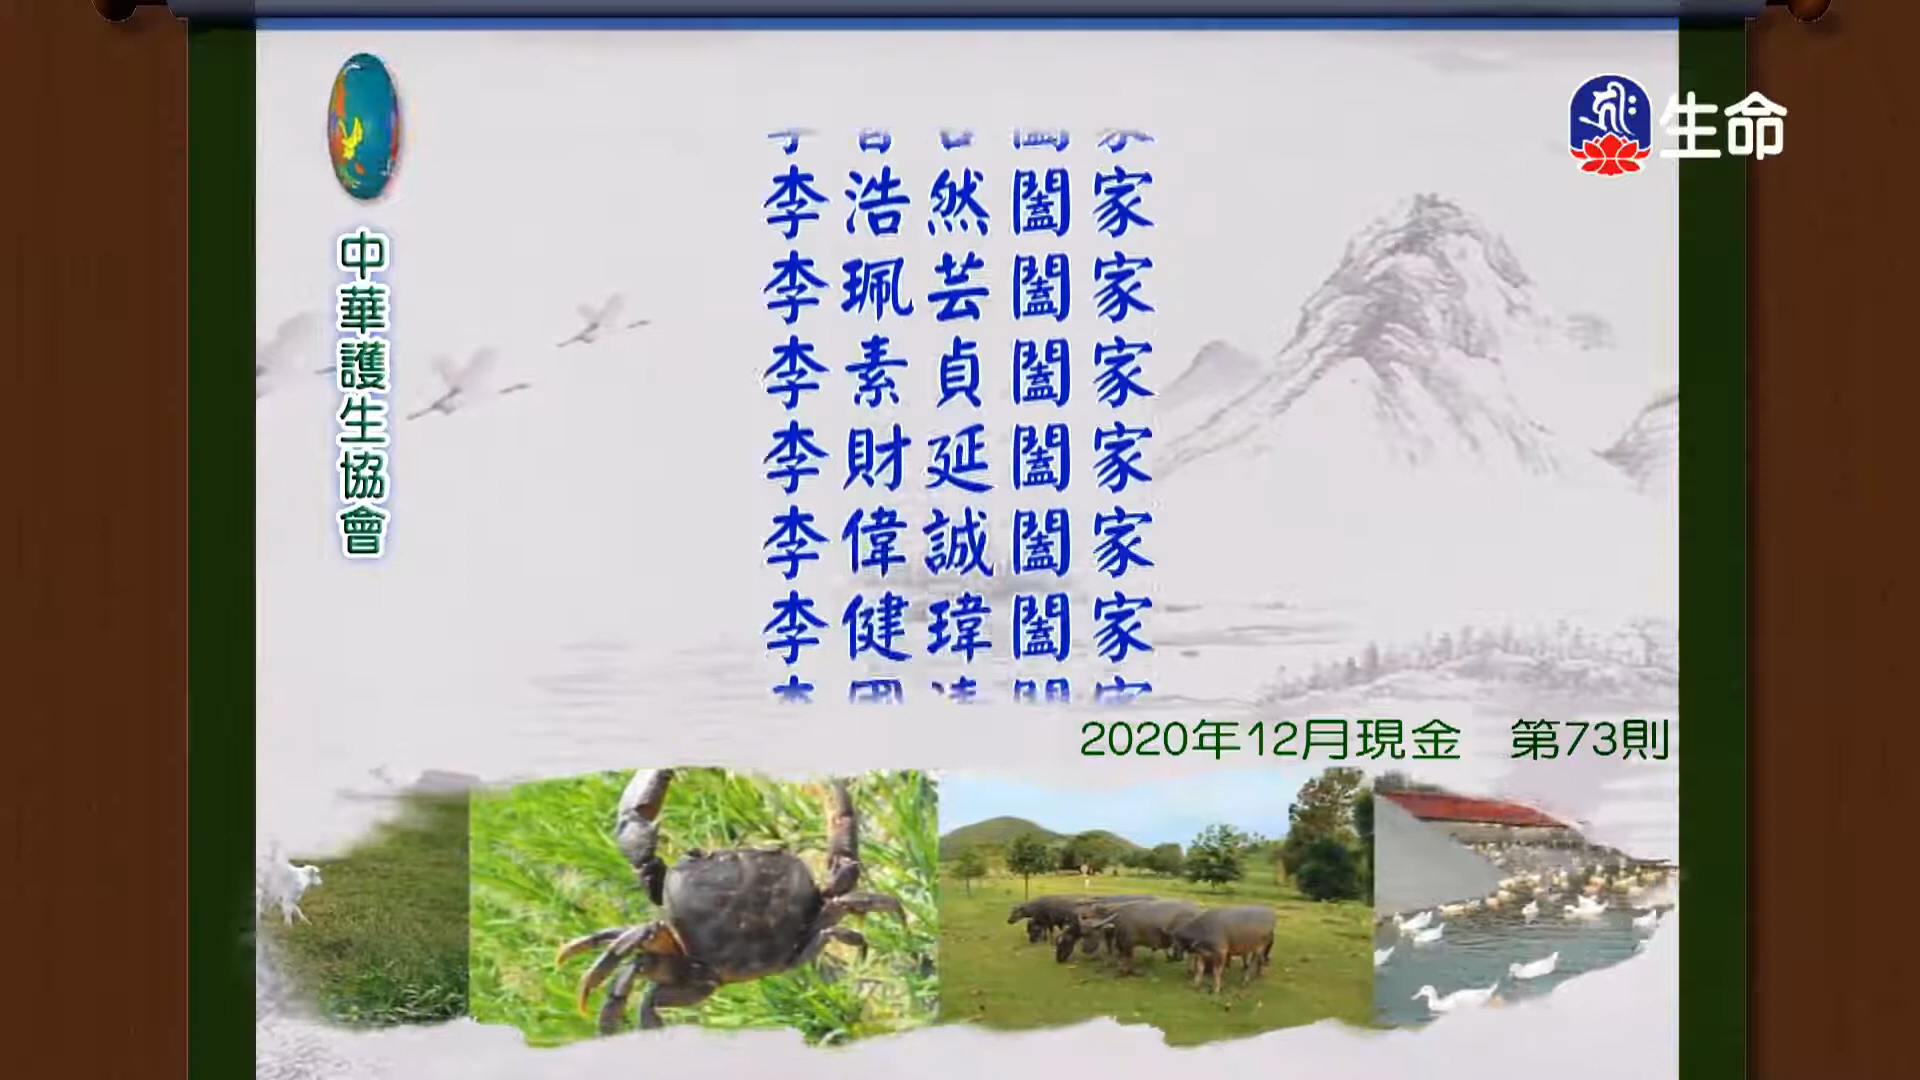 生命
中華護生協會
李浩然闔家
李珮芸闔家
李素貞闔家
李財延闔家
李偉誠闔家
李健瑋闔家
2020年12月現金 第73則